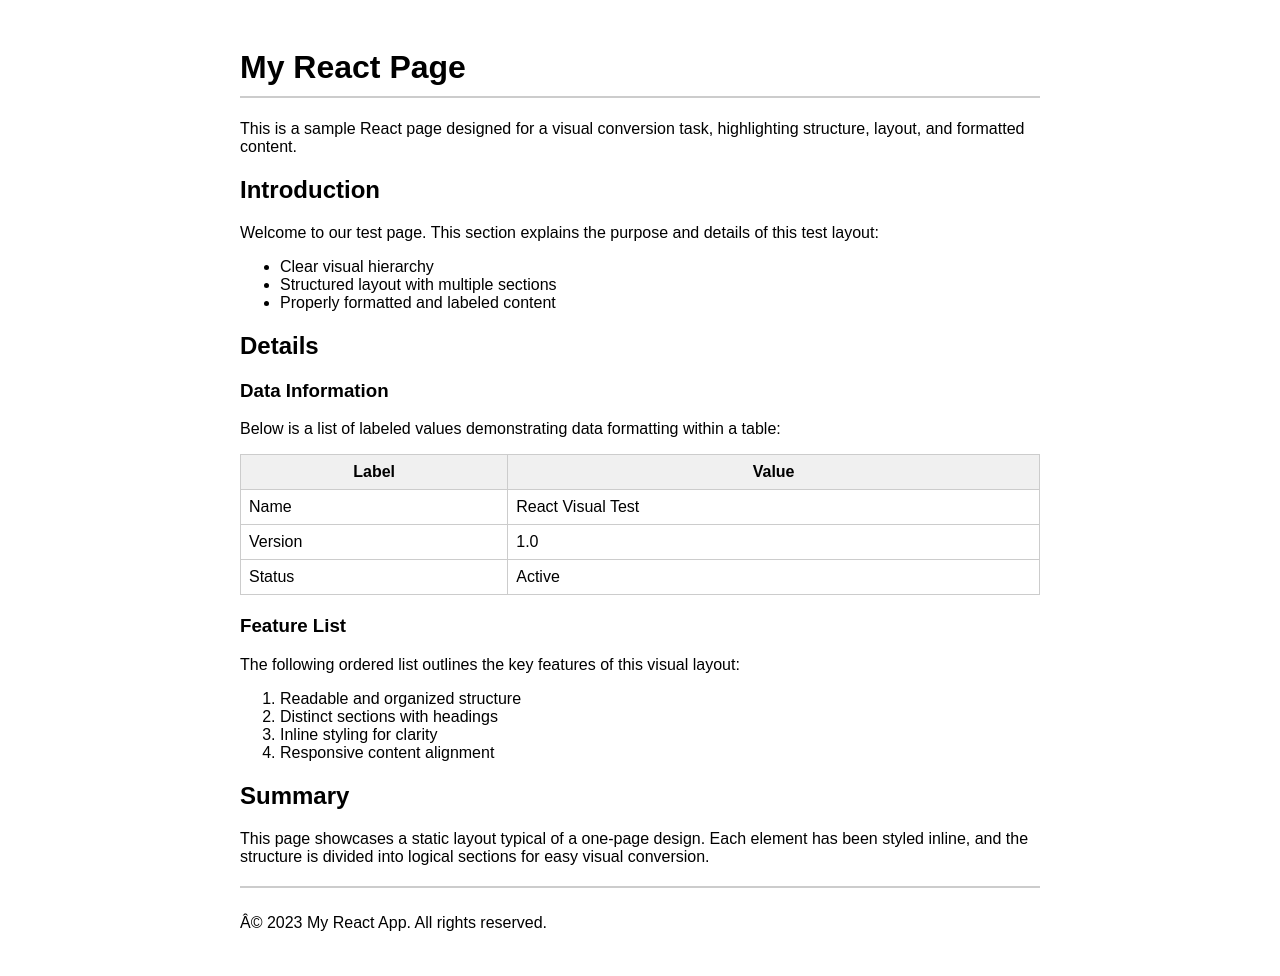 My React Page
This is a sample React page designed for a visual conversion task, highlighting structure, layout, and formatted
content.
Introduction
Welcome to our test page. This section explains the purpose and details of this test layout:
• Clear visual hierarchy
• Structured layout with multiple sections
• Properly formatted and labeled content
Details
Data Information
Below is a list of labeled values demonstrating data formatting within a table:
Label Value
Name React Visual Test
Version 1.0
Status Active
Feature List
The following ordered list outlines the key features of this visual layout:
1. Readable and organized structure
2. Distinct sections with headings
3. Inline styling for clarity
4. Responsive content alignment
Summary
This page showcases a static layout typical of a one-page design. Each element has been styled inline, and the
structure is divided into logical sections for easy visual conversion.
Â© 2023 My React App. All rights reserved.